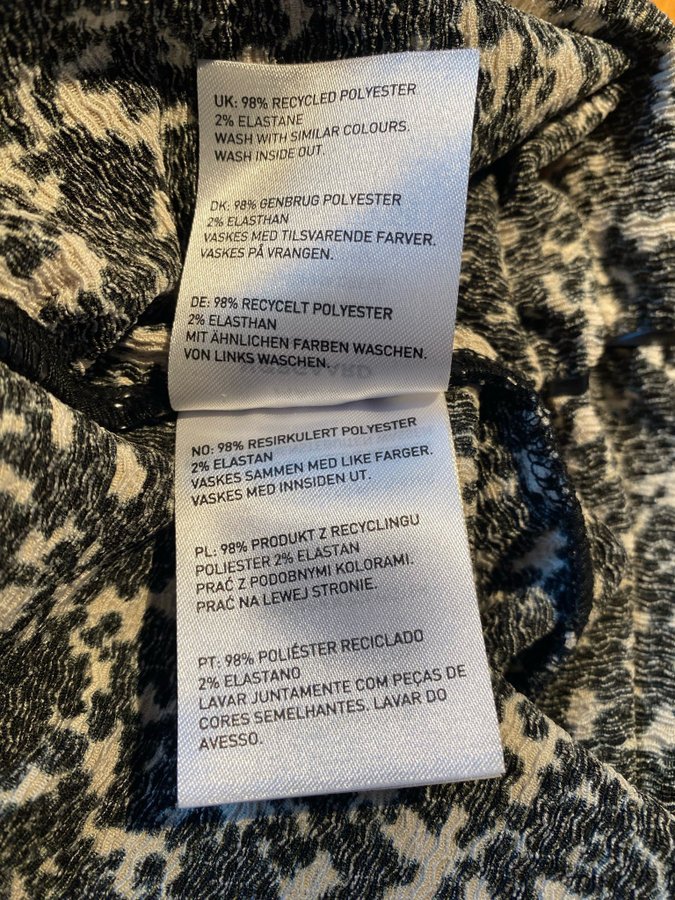 UK: 98% RECYCLED POLYESTER
2% ELASTANE
WASH WITH SIMILAR COLOURS.
WASH INSIDE OUT.
DK: 98% GENBRUG POLYESTER
2% ELASTHAN
VASKES MED TILSVARENDE FARVER.
VASKES PÅ VRANGEN.
DE: 98% RECYCELT POLYESTER
2% ELASTHAN
MIT ÄHNLICHEN FARBEN WASCHEN.
VON LINKS WASCHEN.
NO: 98% RESIRKULERT POLYESTER
2% ELASTAN
VASKES SAMMEN MED LIKE FARGER.
VASKES MED INNSIDEN UT.
PL: 98% PRODUKT Z RECYCLINGU
POLIESTER 2% ELASTAN
PRAĆ Z PODOBNYMI KOLORAMI.
PRAĆ NA LEWEJ STRONIE.
PT: 98% POLIÉSTER RECICLADO
2% ELASTANO
LAVAR JUNTAMENTE COM PEÇAS DE
CORES SEMELHANTES. LAVAR DO
AVESSO.